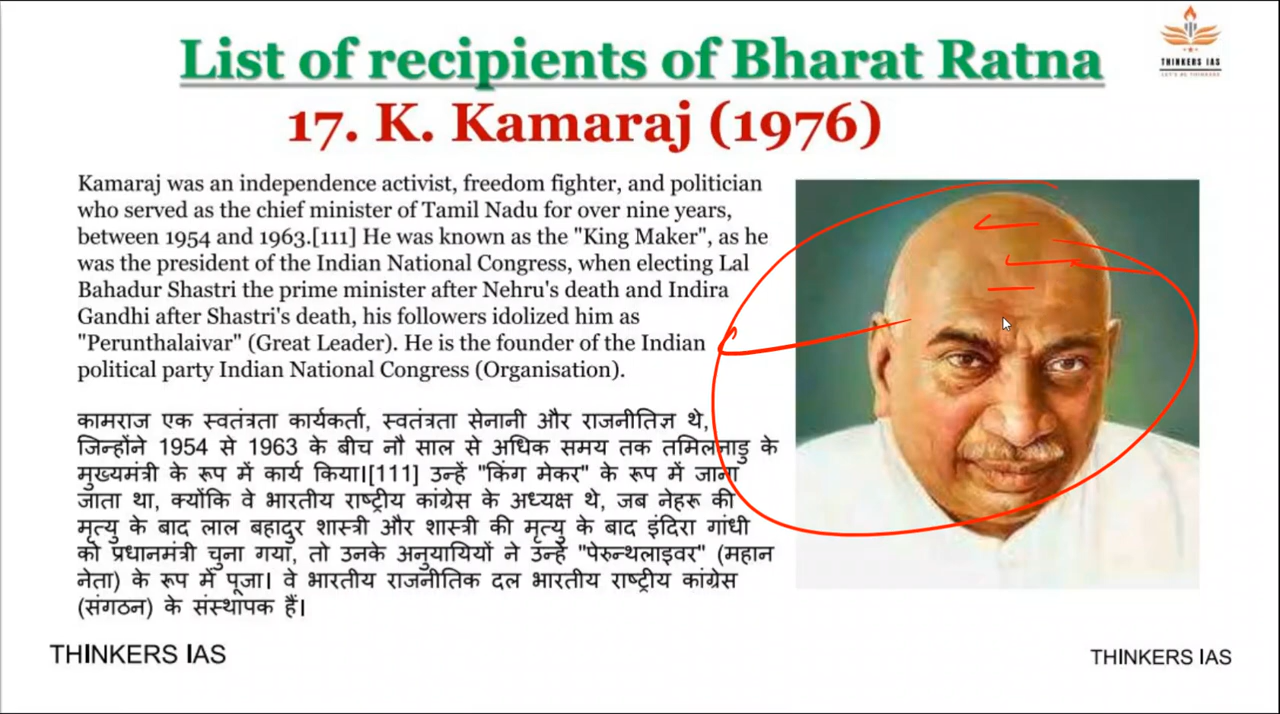 List of recipients of Bharat Ratna
THINKERS IAS
LET'S BE THINKERS
17. K. Kamaraj (1976)
Kamaraj was an independence activist, freedom fighter, and politician
who served as the chief minister of Tamil Nadu for over nine years,
between 1954 and 1963.[111] He was known as the "King Maker", as he
was the president of the Indian National Congress, when electing Lal
Bahadur Shastri the prime minister after Nehru's death and Indira
Gandhi after Shastri's death, his followers idolized him as
"Perunthalaivar" (Great Leader). He is the founder of the Indian
political party Indian National Congress (Organisation).
कामराज एक स्वतंत्रता कार्यकर्ता, स्वतंत्रता सेनानी और राजनीतिज्ञ थे,
जिन्होंने 1954 से 1963 के बीच नौ साल से अधिक समय तक तमिलनाडु के
मुख्यमंत्री के रूप में कार्य किया।[111] उन्हें "किंग मेकर" के रूप में जाना
जाता था, क्योंकि वे भारतीय राष्ट्रीय कांग्रेस के अध्यक्ष थे, जब नेहरू की
मृत्यु के बाद लाल बहादुर शास्त्री और शास्त्री की मृत्यु के बाद इंदिरा गांधी
को प्रधानमंत्री चुना गया, तो उनके अनुयायियों ने उन्हें "पेरुन्थलाइवर" (महान
नेता) के रूप में पूजा। वे भारतीय राजनीतिक दल भारतीय राष्ट्रीय कांग्रेस
(संगठन) के संस्थापक हैं।
THINKERS IAS
THINKERS IAS